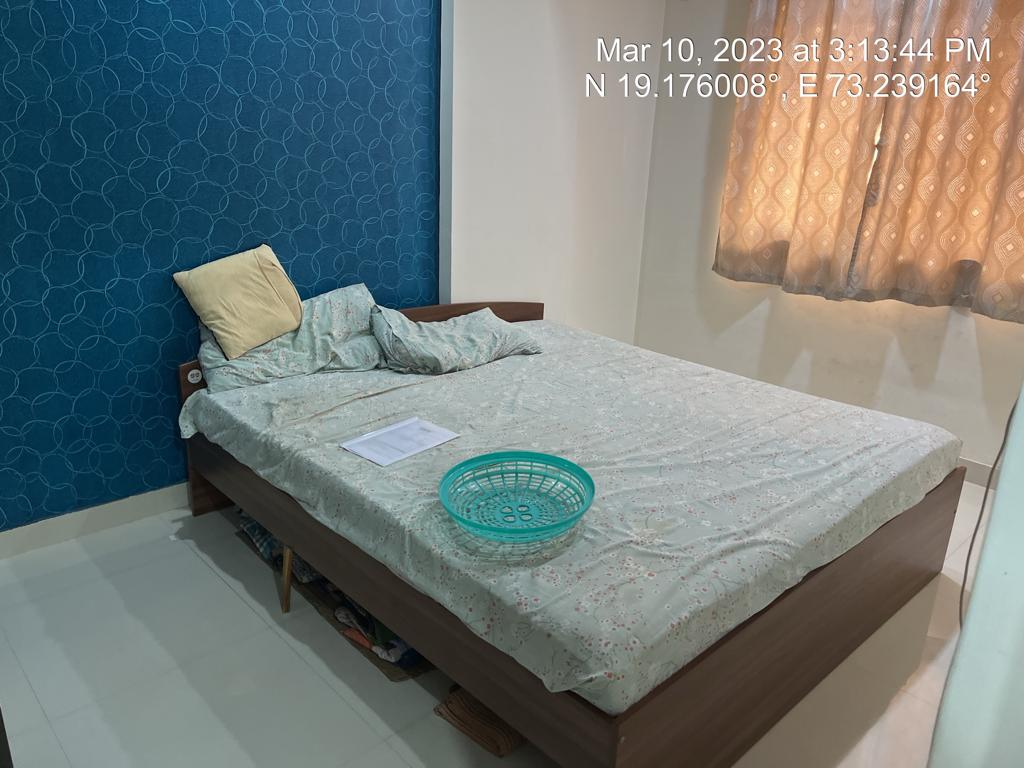 Mar 10, 2023 at 3:13:44 PM
N 19.176008°, E 73.239164°